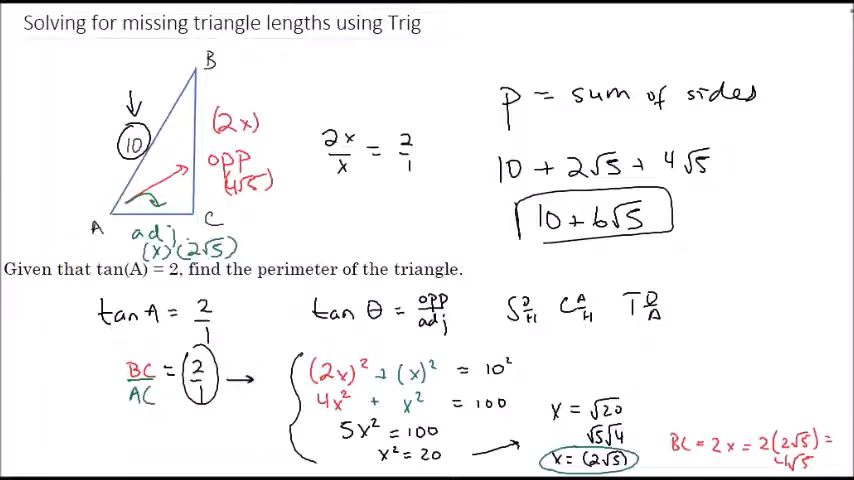 Solving for missing triangle lengths using Trig
B
P = sum of sides
(2x)
10
2x/x = 2/1
opp
(4√5)
10 + 2√5 + 4√5
10 + 6√5
A
C
adj
(x) (2√5)
Given that tan(A) = 2, find the perimeter of the triangle.
tan A = 2/1
tan θ = opp/adj
S O/H C A/H T O/A
BC/AC = 2/1 →
(2x)² + (x)² = 10²
4x² + x² = 100
5x² = 100
x² = 20
x = √20
√5√4
x = (2√5)
BC = 2x = 2(2√5) =
4√5